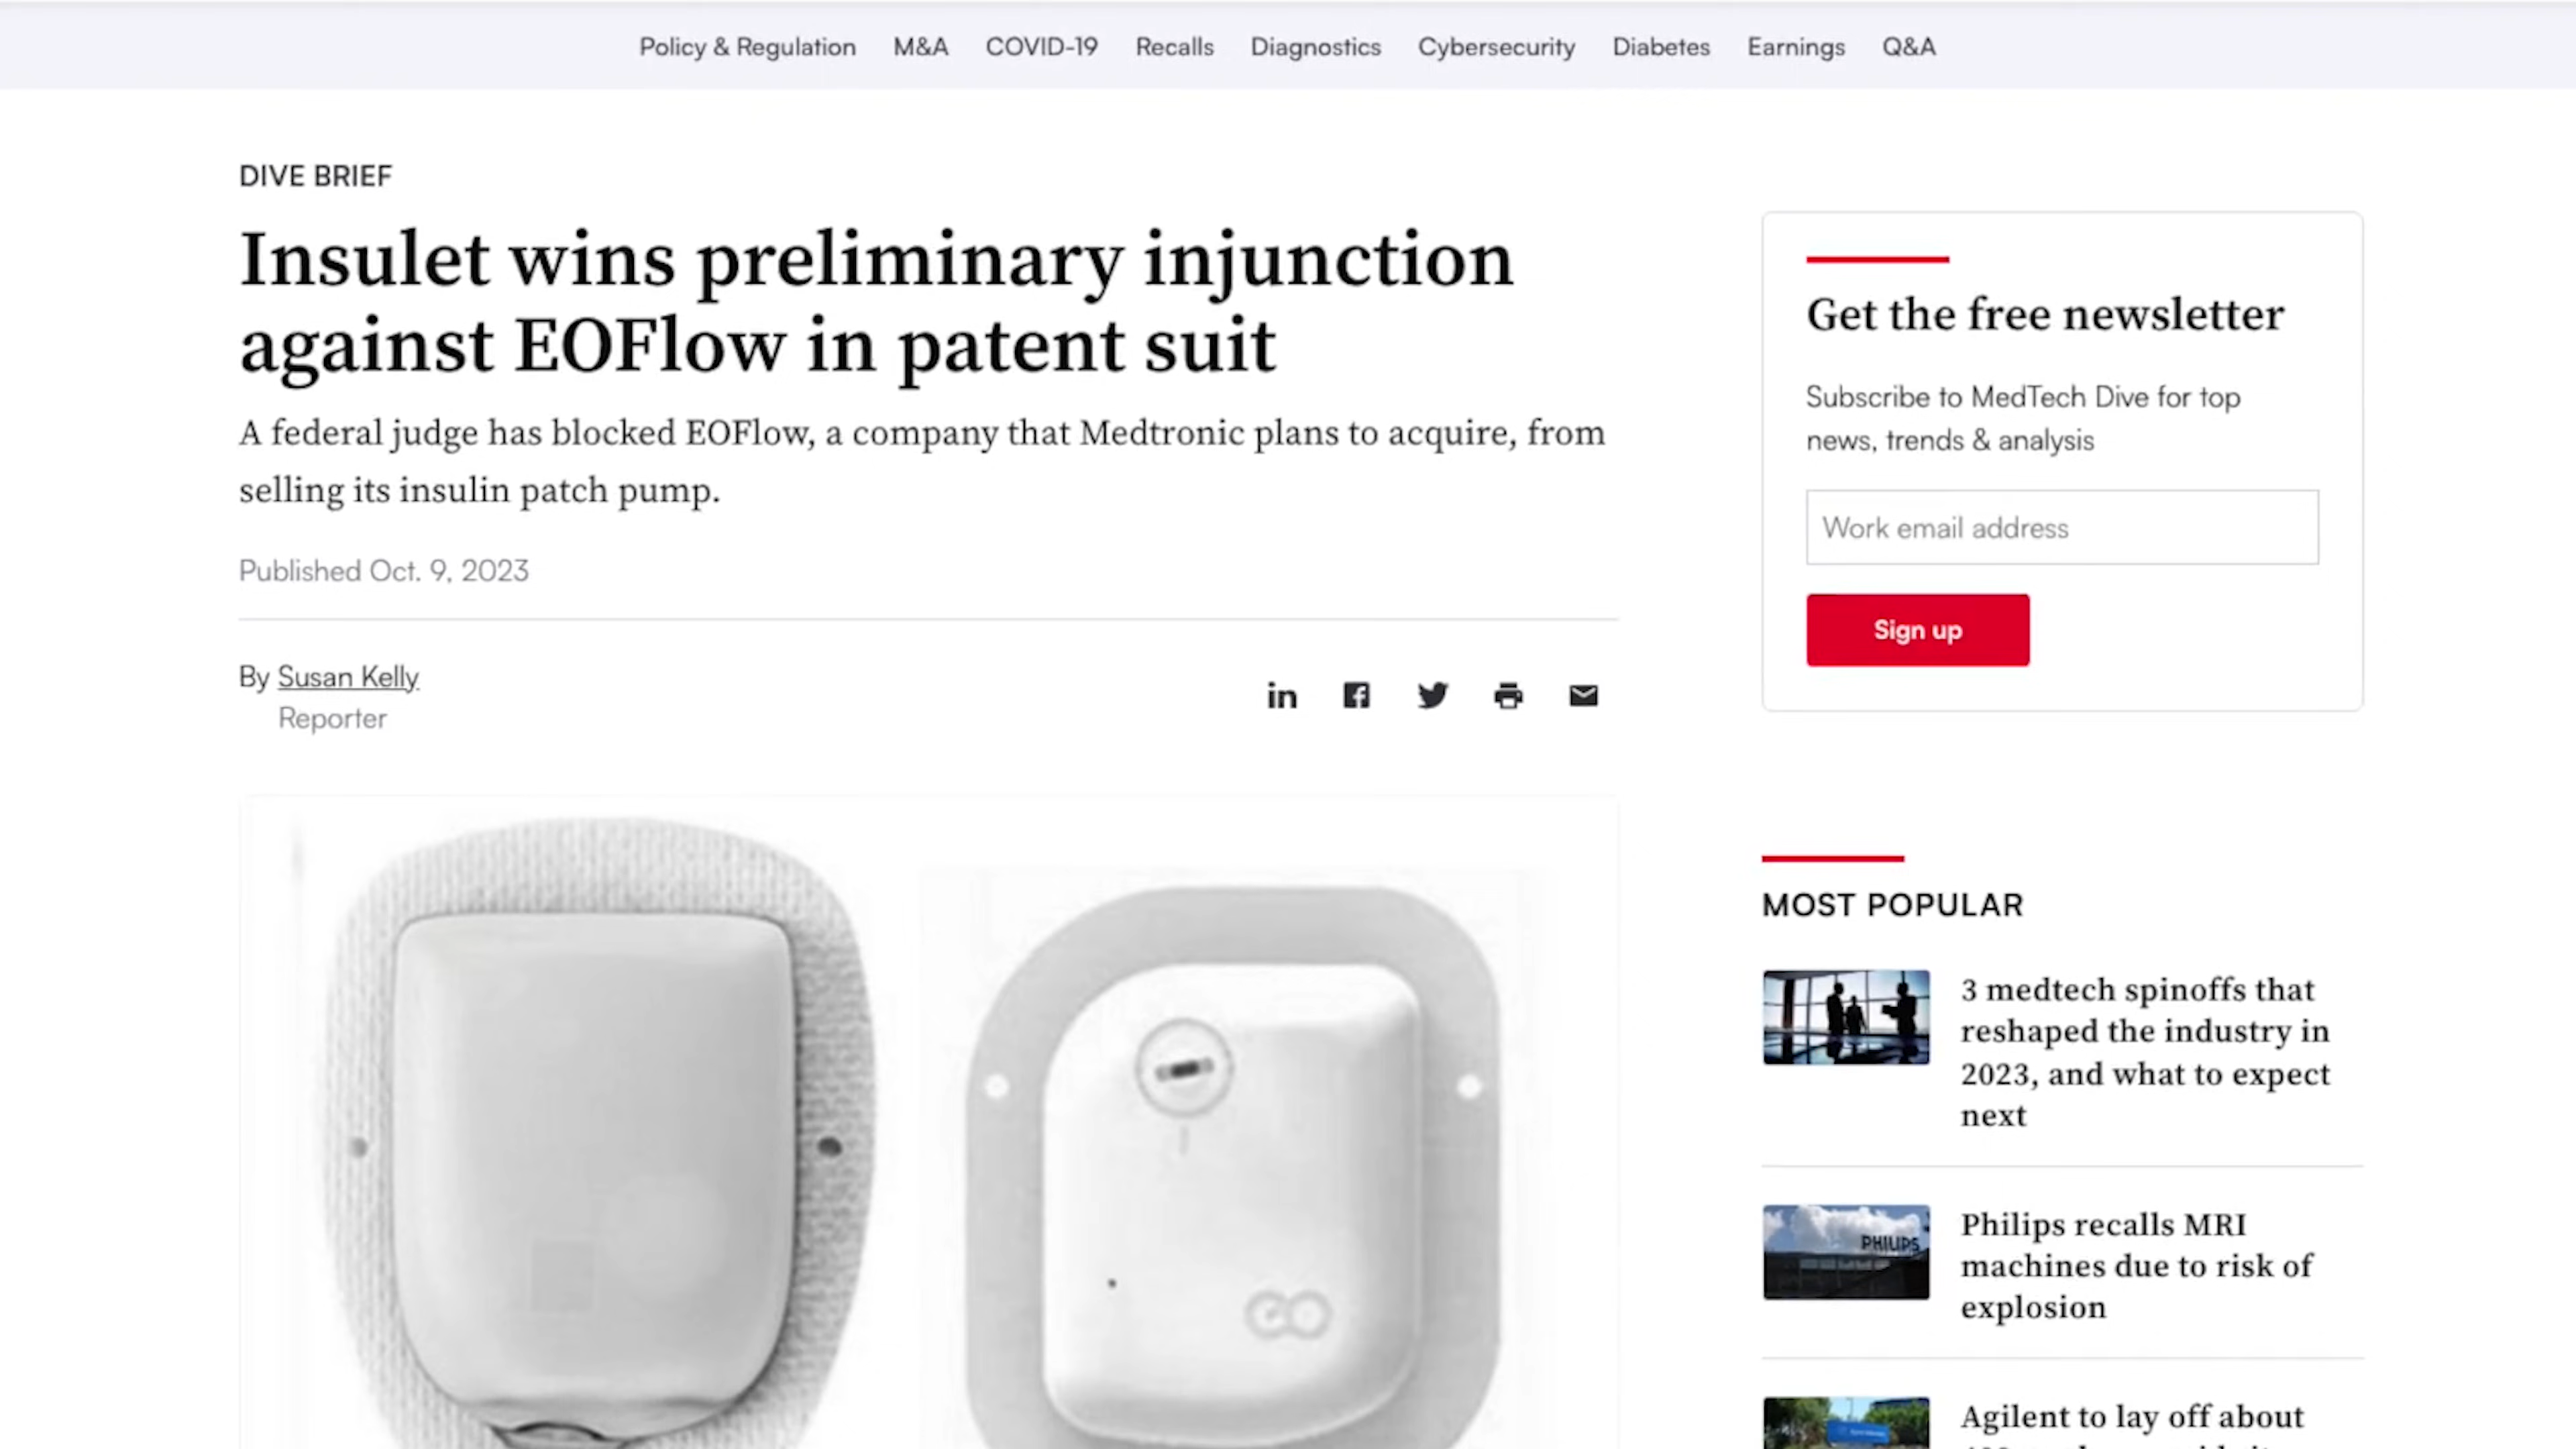 Policy & Regulation M&A COVID-19 Recalls Diagnostics Cybersecurity Diabetes Earnings Q&A
DIVE BRIEF
Insulet wins preliminary injunction
against EOFlow in patent suit
A federal judge has blocked EOFlow, a company that Medtronic plans to acquire, from
selling its insulin patch pump.
Published Oct. 9, 2023
By Susan Kelly
Reporter
Get the free newsletter
Subscribe to MedTech Dive for top
news, trends & analysis
Work email address
Sign up
MOST POPULAR
3 medtech spinoffs that
reshaped the industry in
2023, and what to expect
next
PHILIPS
Philips recalls MRI
machines due to risk of
explosion
Agilent to lay off about